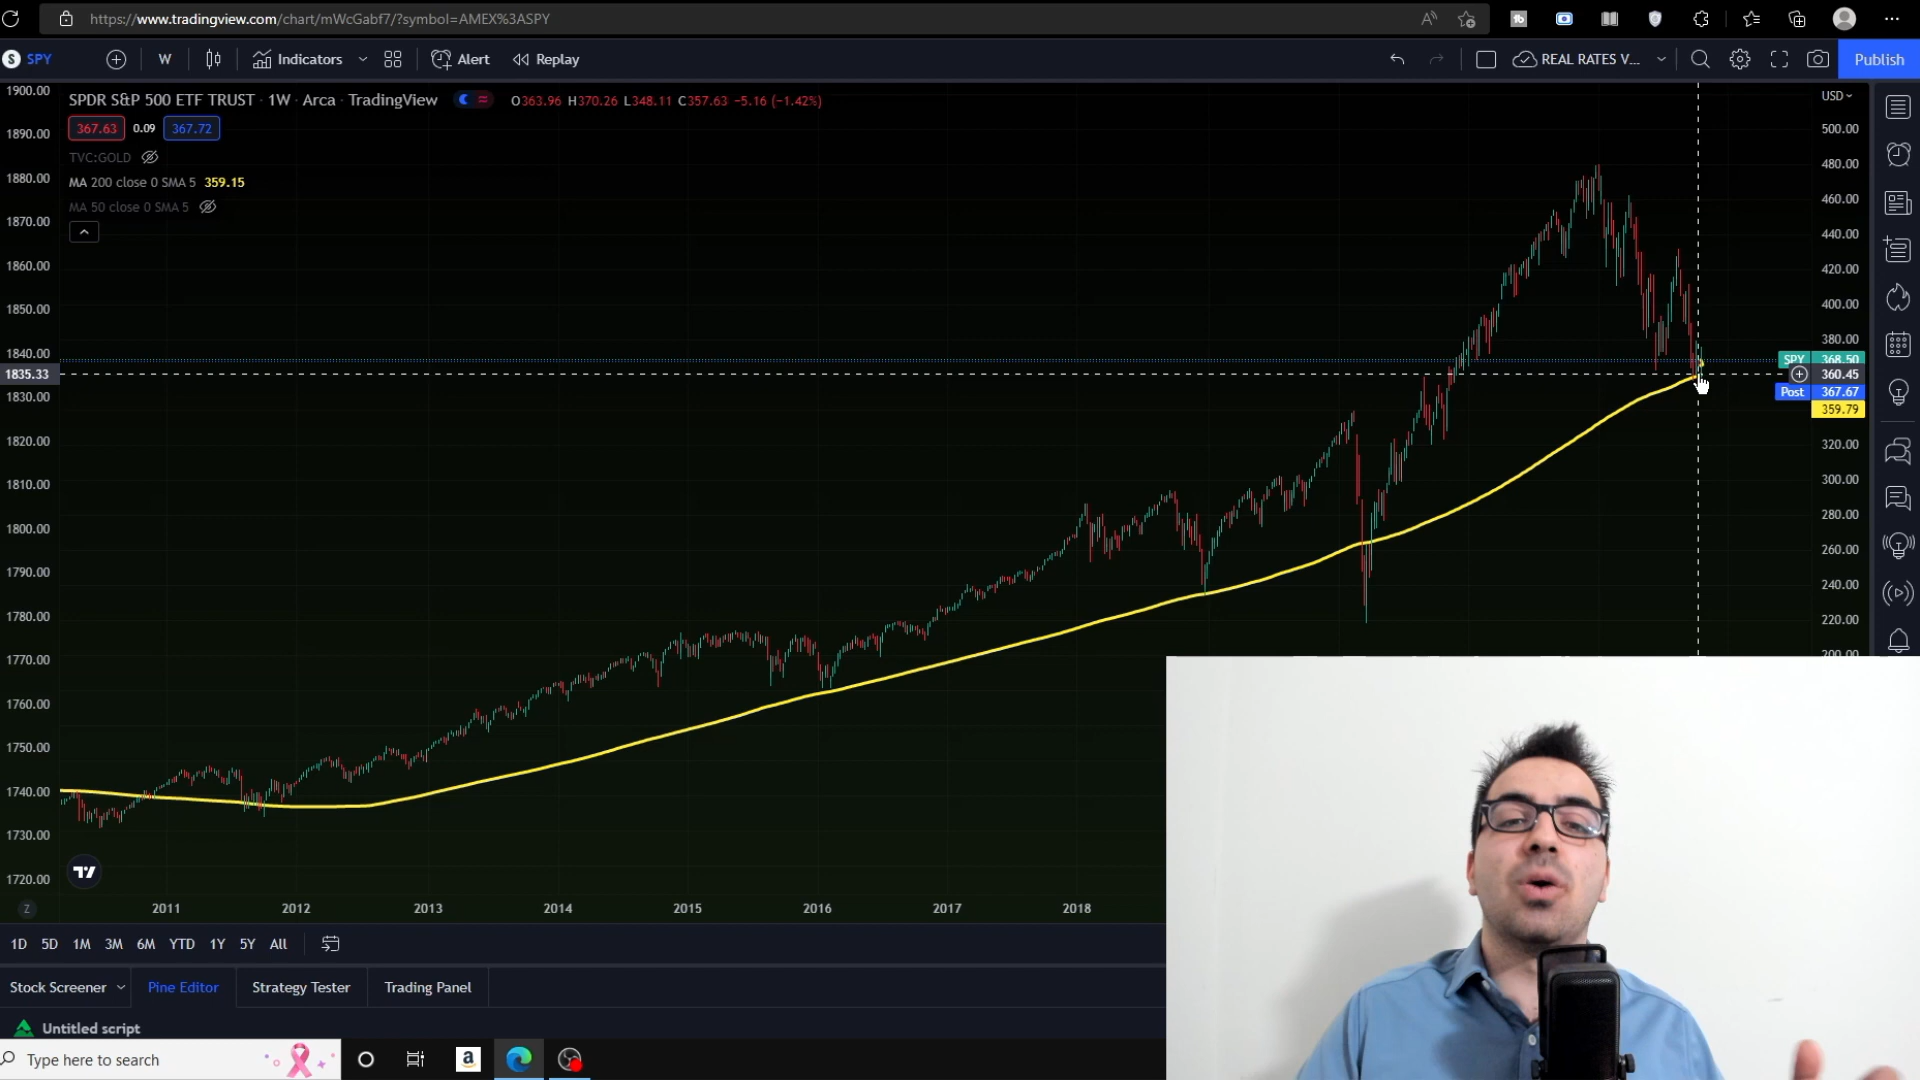 https://www.tradingview.com/chart/mWcGabf7/?symbol=AMEX%3ASPY
S SPY W Indicators Alert Replay REAL RATES V... Publish
SPDR S&P 500 ETF TRUST · 1W · Arca · TradingView O363.96 H370.26 L348.11 C357.63 −5.16 (−1.42%)
367.63 0.09 367.72
TVC:GOLD
MA 200 close 0 SMA 5 359.15
MA 50 close 0 SMA 5
1900.00
1890.00
1880.00
1870.00
1860.00
1850.00
1840.00
1835.33
1830.00
1820.00
1810.00
1800.00
1790.00
1780.00
1770.00
1760.00
1750.00
1740.00
1730.00
1720.00
USD
500.00
480.00
460.00
440.00
420.00
400.00
380.00
SPY 368.50
360.45
Post 367.67
359.79
320.00
300.00
280.00
260.00
240.00
220.00
200.00
Z 2011 2012 2013 2014 2015 2016 2017 2018
1D 5D 1M 3M 6M YTD 1Y 5Y All
Stock Screener Pine Editor Strategy Tester Trading Panel
Untitled script
Type here to search
a